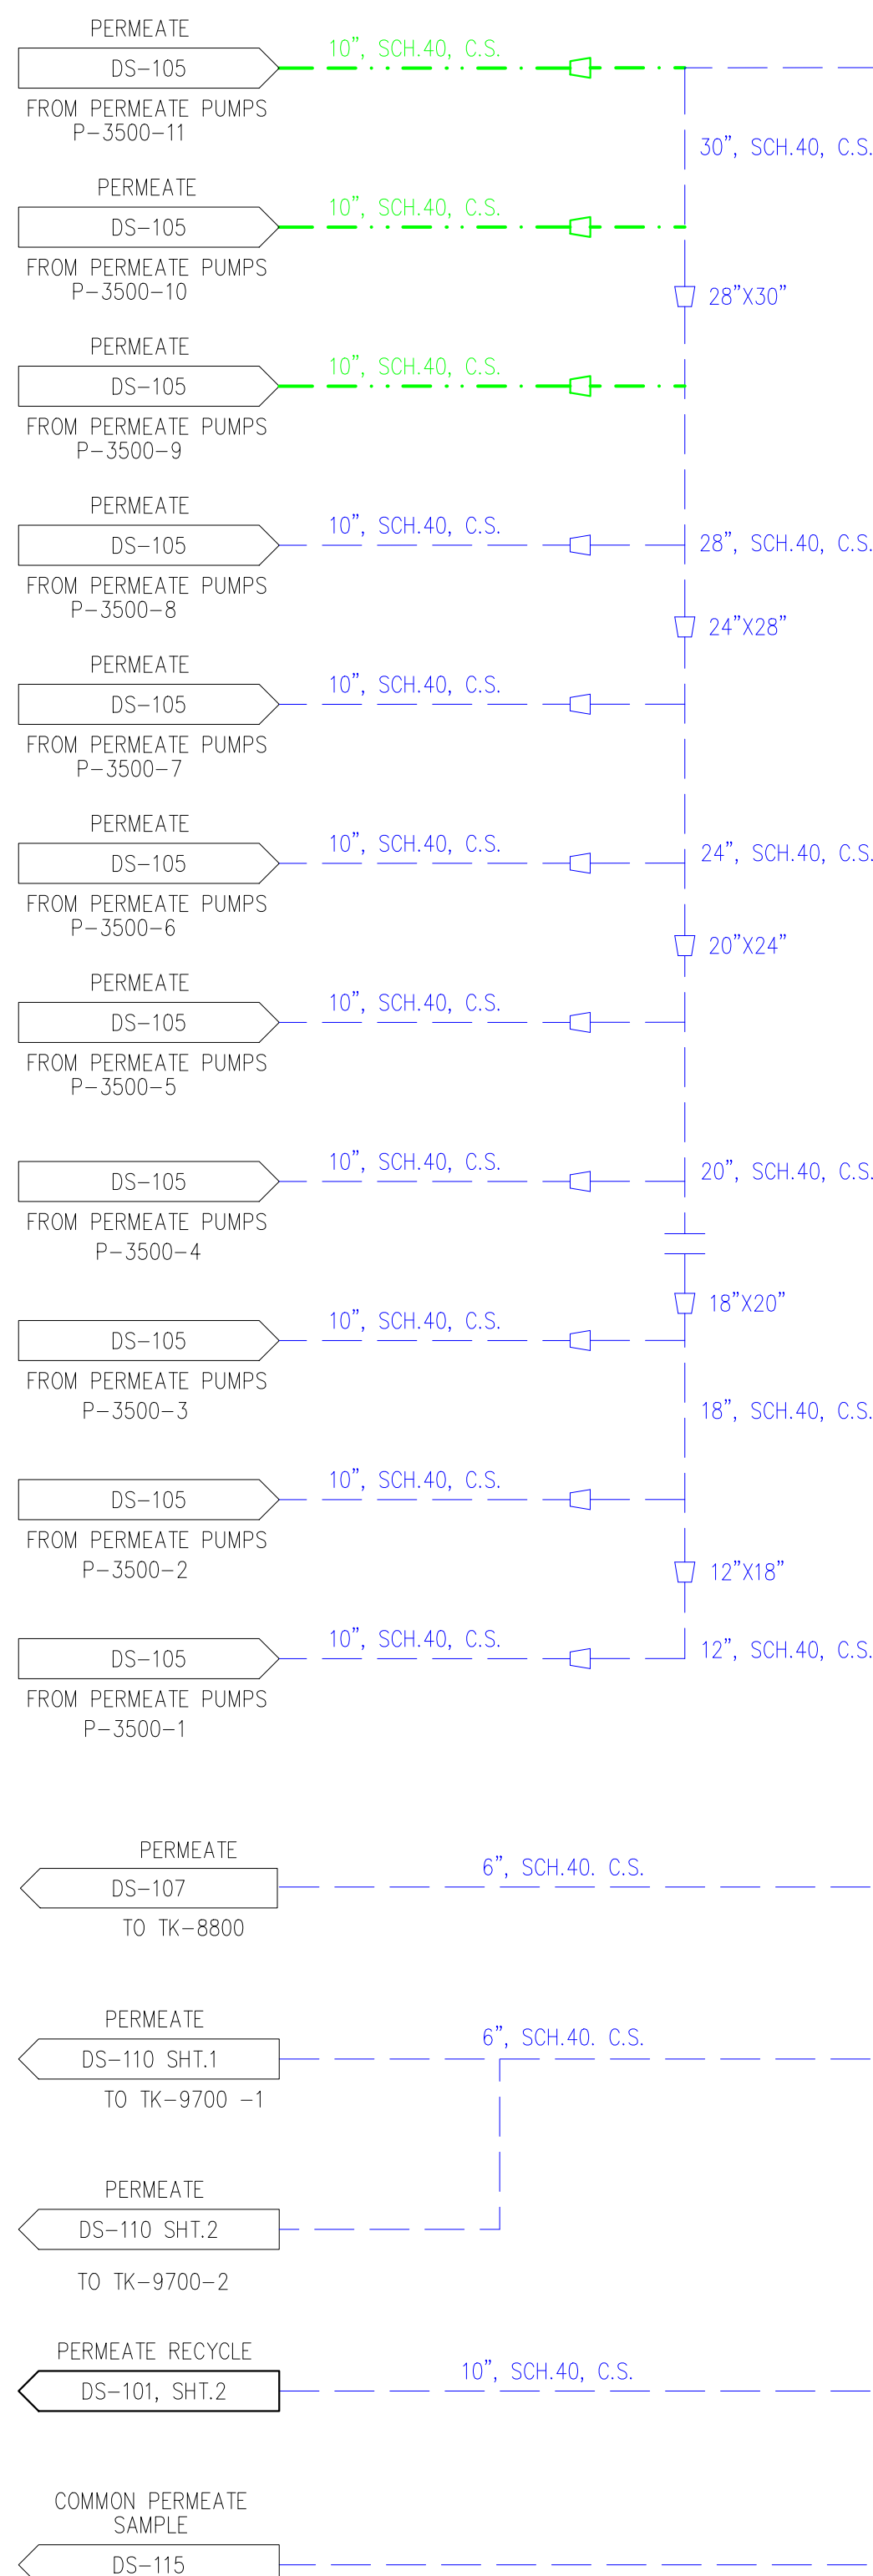 PERMEATE
10", SCH.40, C.S.
DS-105
FROM PERMEATE PUMPS
P-3500-11
30", SCH.40, C.S.
PERMEATE
10", SCH.40, C.S.
DS-105
FROM PERMEATE PUMPS
P-3500-10
28"X30"
PERMEATE
10", SCH.40, C.S.
DS-105
FROM PERMEATE PUMPS
P-3500-9
PERMEATE
10", SCH.40, C.S.
DS-105
28", SCH.40, C.S.
FROM PERMEATE PUMPS
P-3500-8
24"X28"
PERMEATE
10", SCH.40, C.S.
DS-105
FROM PERMEATE PUMPS
P-3500-7
PERMEATE
10", SCH.40, C.S.
DS-105
24", SCH.40, C.S.
FROM PERMEATE PUMPS
P-3500-6
20"X24"
PERMEATE
10", SCH.40, C.S.
DS-105
FROM PERMEATE PUMPS
P-3500-5
10", SCH.40, C.S.
DS-105
20", SCH.40, C.S.
FROM PERMEATE PUMPS
P-3500-4
18"X20"
10", SCH.40, C.S.
DS-105
FROM PERMEATE PUMPS
P-3500-3
18", SCH.40, C.S.
10", SCH.40, C.S.
DS-105
FROM PERMEATE PUMPS
P-3500-2
12"X18"
10", SCH.40, C.S.
DS-105
12", SCH.40, C.S.
FROM PERMEATE PUMPS
P-3500-1
PERMEATE
6", SCH.40. C.S.
DS-107
TO TK-8800
PERMEATE
6", SCH.40. C.S.
DS-110 SHT.1
TO TK-9700 -1
PERMEATE
DS-110 SHT.2
TO TK-9700-2
PERMEATE RECYCLE
10", SCH.40, C.S.
DS-101, SHT.2
COMMON PERMEATE
SAMPLE
DS-115